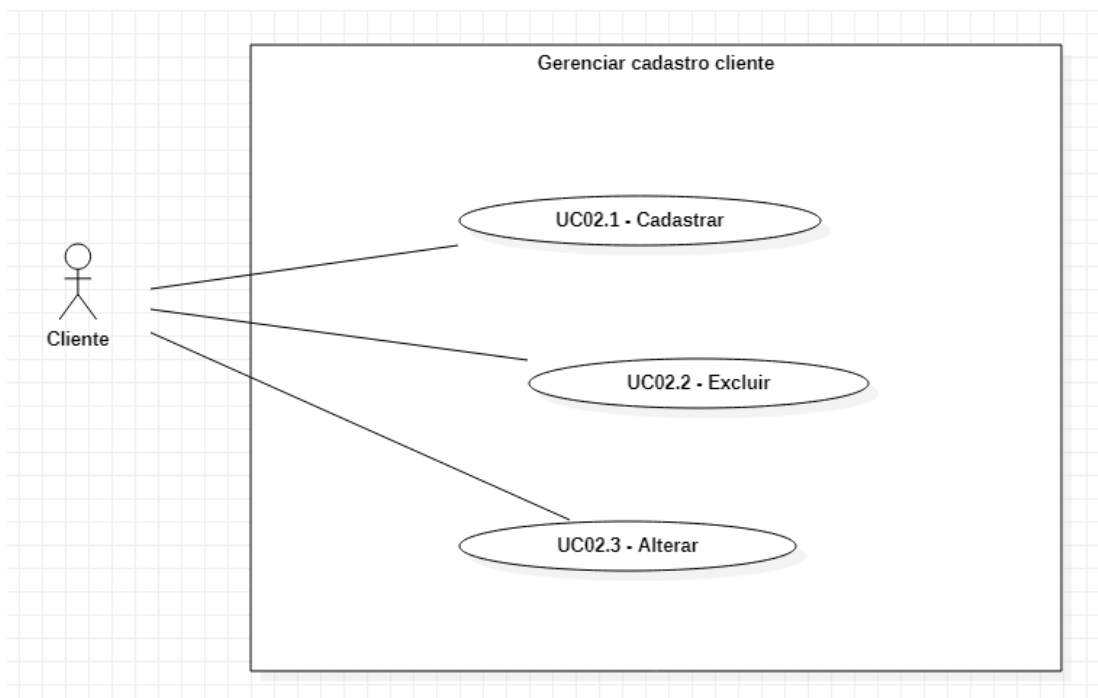 Gerenciar cadastro cliente
UC02.1 - Cadastrar
Cliente
UC02.2 - Excluir
UC02.3 - Alterar